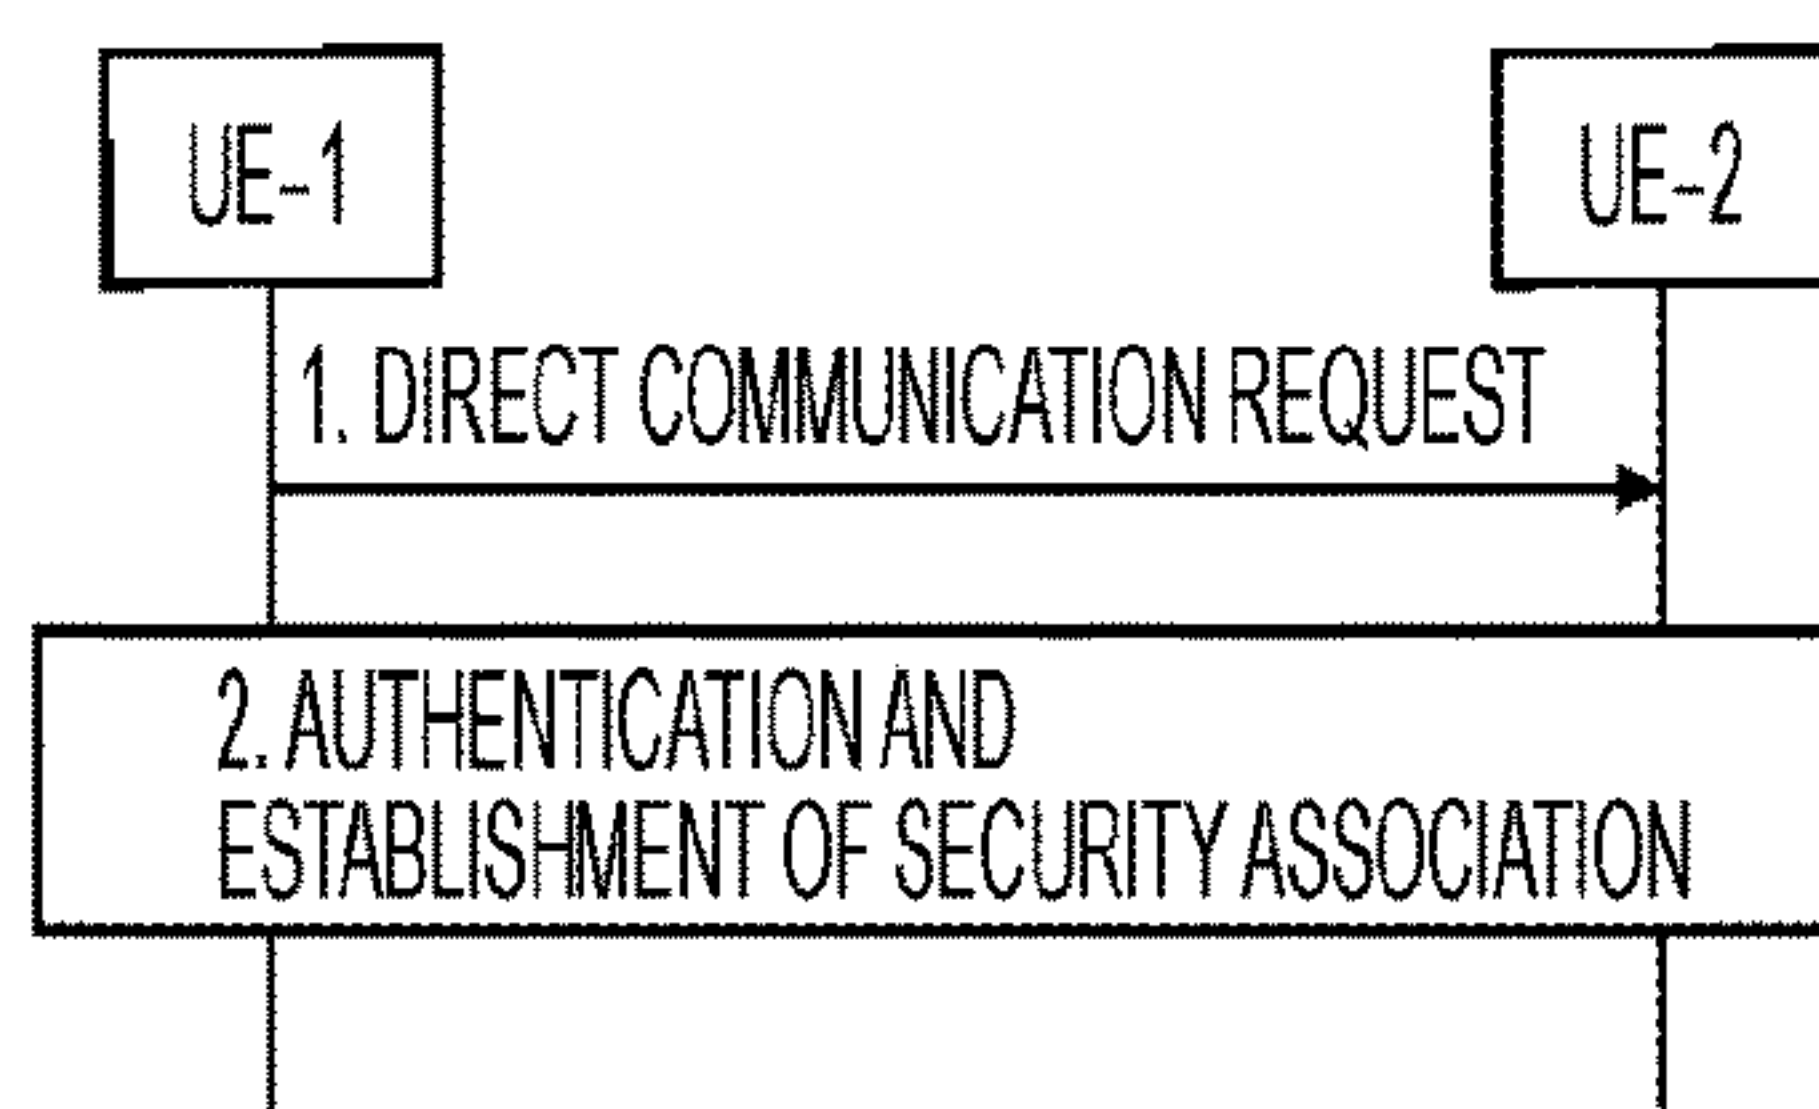 UE-1
UE-2
1. DIRECT COMMUNICATION REQUEST
2. AUTHENTICATION AND
ESTABLISHMENT OF SECURITY ASSOCIATION